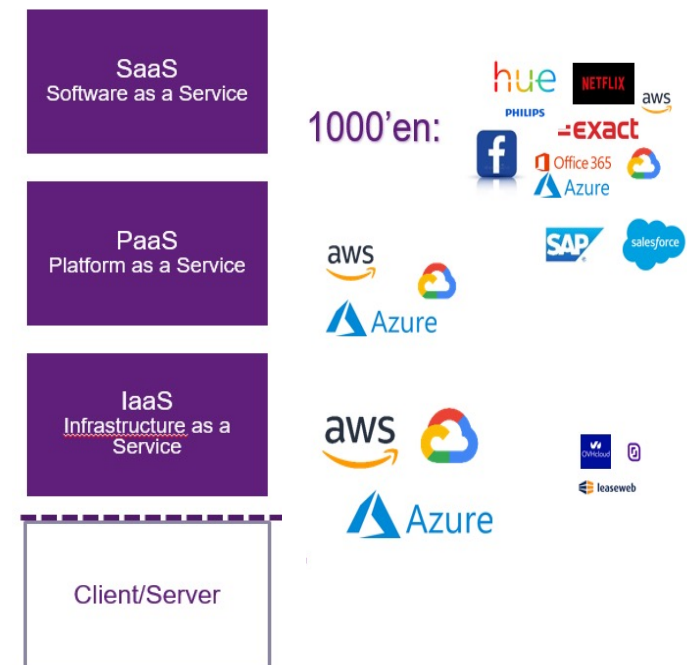 SaaS
Software as a Service
1000'en:
hue
PHILIPS
NETFLIX
aws
=exact
f
Office 365
Azure
PaaS
Platform as a Service
aws
Azure
SAP
salesforce
IaaS
Infrastructure as a
Service
aws
Azure
OVHcloud
leaseweb
Client/Server